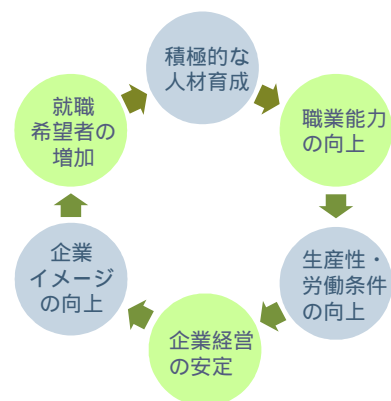 積極的な
人材育成
職業能力
の向上
生産性・
労働条件
の向上
企業経営
の安定
企業
イメージ
の向上
就職
希望者の
増加